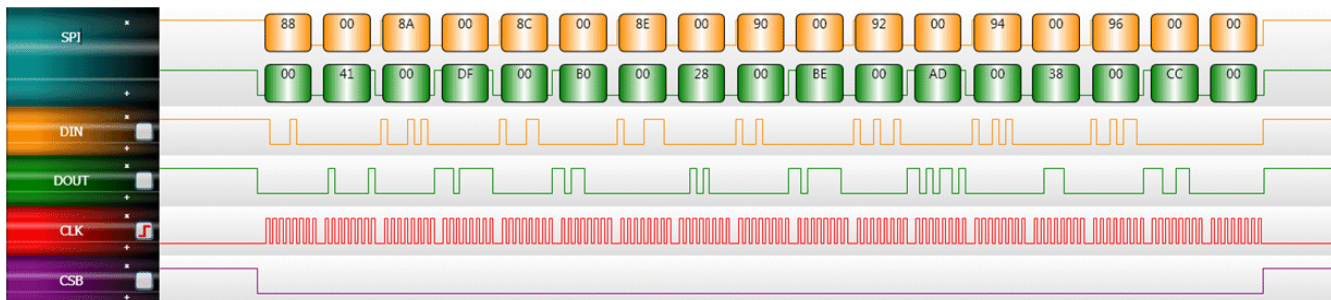 SPI
88 00 8A 00 8C 00 8E 00 90 00 92 00 94 00 96 00 00
00 41 00 DF 00 B0 00 28 00 BE 00 AD 00 38 00 CC 00
DIN
DOUT
CLK
CSB